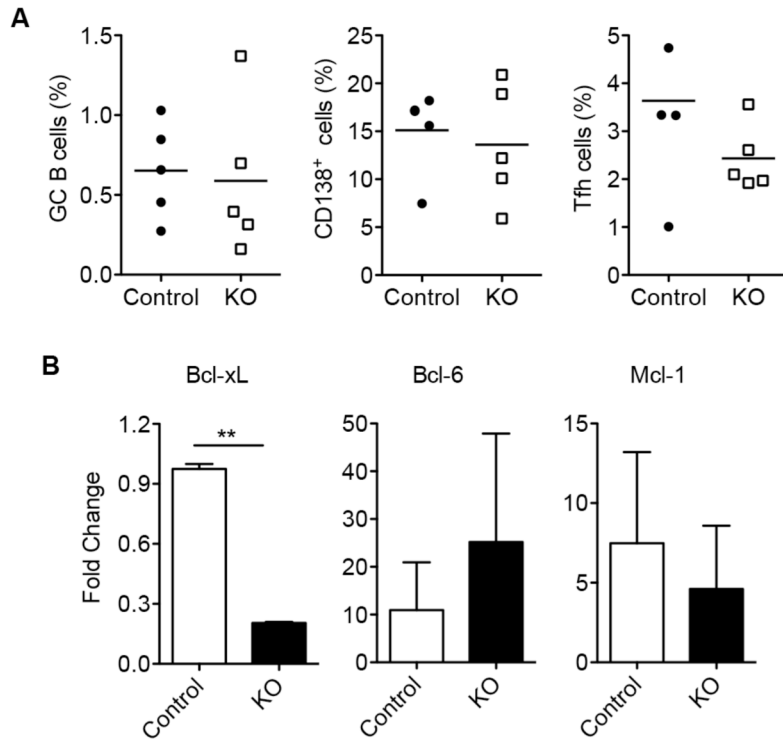 A
GC B cells (%)
1.5
1.0
0.5
0.0
Control KO
CD138+ cells (%)
25
20
15
10
5
0
Control KO
Tfh cells (%)
5
4
3
2
1
0
Control KO
B
Bcl-xL
Fold Change
1.2
0.9
0.6
0.3
0.0
**
Control
KO
Bcl-6
50
40
30
20
10
0
Control
KO
Mcl-1
15
10
5
0
Control
KO